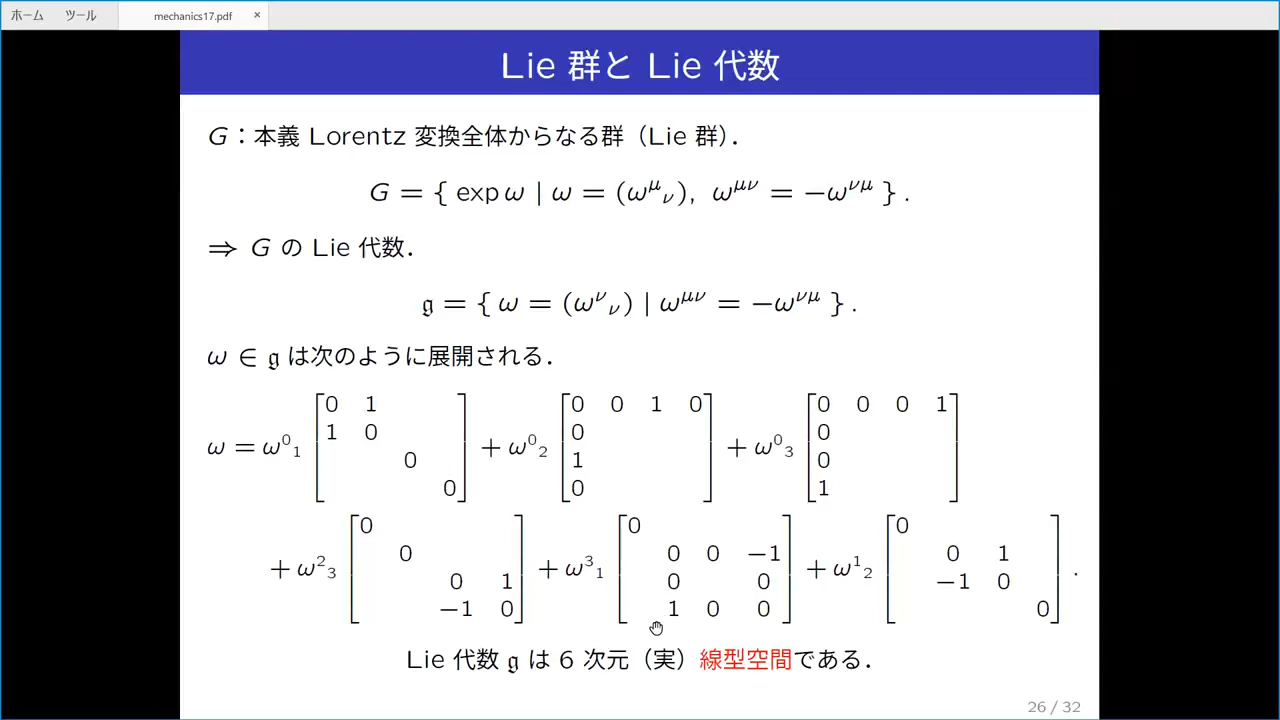 ホーム ツール mechanics17.pdf ×
Lie 群と Lie 代数
G：本義 Lorentz 変換全体からなる群（Lie 群）．
G = { exp ω | ω = (ω^μ_ν), ω^{μν} = −ω^{νμ} } .
⇒ G の Lie 代数．
𝔤 = { ω = (ω^ν_ν) | ω^{μν} = −ω^{νμ} } .
ω ∈ 𝔤 は次のように展開される．
ω = ω^0_1 [0 1 / 1 0 / 0 / 0] + ω^0_2 [0 0 1 0 / 0 / 1 / 0] + ω^0_3 [0 0 0 1 / 0 / 0 / 1]
+ ω^2_3 [0 / 0 / 0 1 / −1 0] + ω^3_1 [0 / 0 0 −1 / 0 0 / 1 0 0] + ω^1_2 [0 / 0 1 / −1 0 / 0] .
Lie 代数 𝔤 は 6 次元（実）線型空間である．
26 / 32